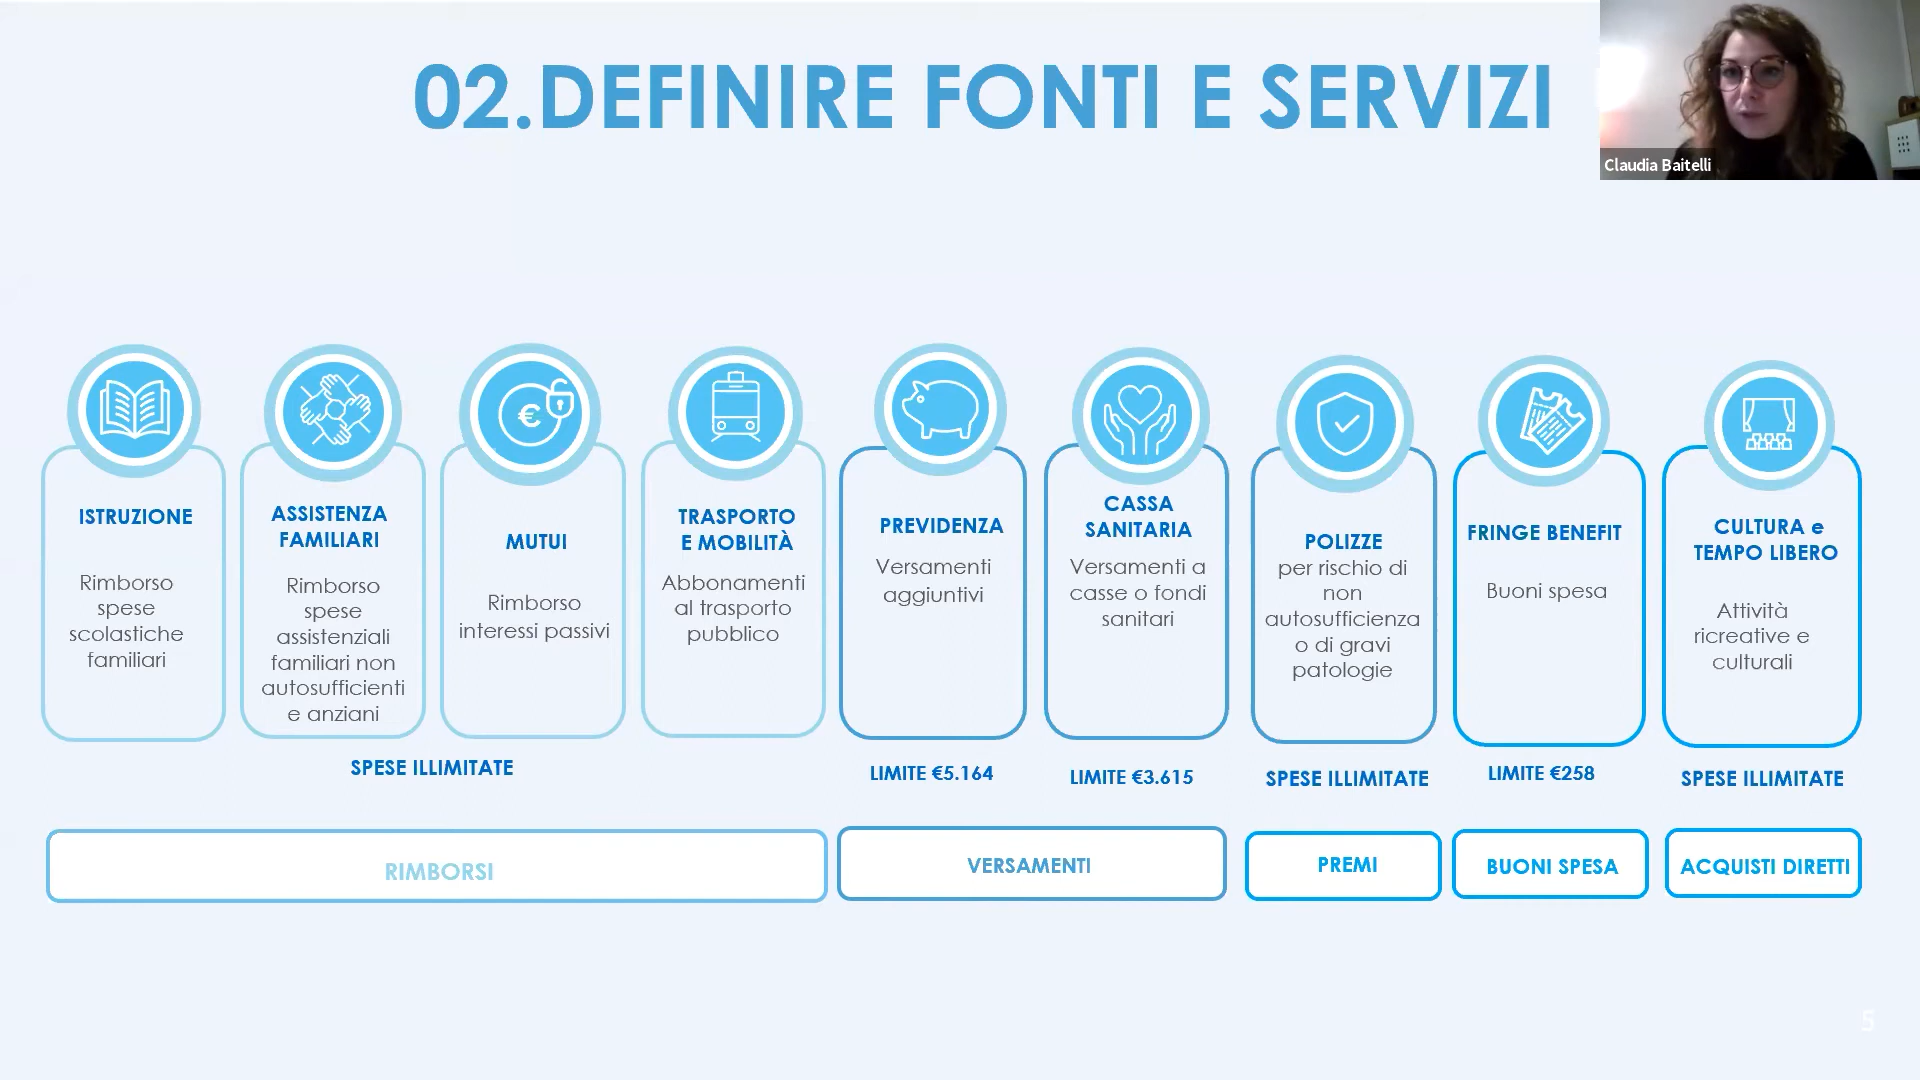 02.DEFINIRE FONTI E SERVIZI
Claudia Baitelli
ISTRUZIONE
Rimborso
spese
scolastiche
familiari
ASSISTENZA
FAMILIARI
Rimborso
spese
assistenziali
familiari non
autosufficienti
e anziani
€
MUTUI
Rimborso
interessi passivi
TRASPORTO
E MOBILITÀ
Abbonamenti
al trasporto
pubblico
PREVIDENZA
Versamenti
aggiuntivi
CASSA
SANITARIA
Versamenti a
casse o fondi
sanitari
POLIZZE
per rischio di
non
autosufficienza
o di gravi
patologie
FRINGE BENEFIT
Buoni spesa
CULTURA e
TEMPO LIBERO
Attività
ricreative e
culturali
SPESE ILLIMITATE
LIMITE €5.164
LIMITE €3.615
SPESE ILLIMITATE
LIMITE €258
SPESE ILLIMITATE
RIMBORSI
VERSAMENTI
PREMI
BUONI SPESA
ACQUISTI DIRETTI
5